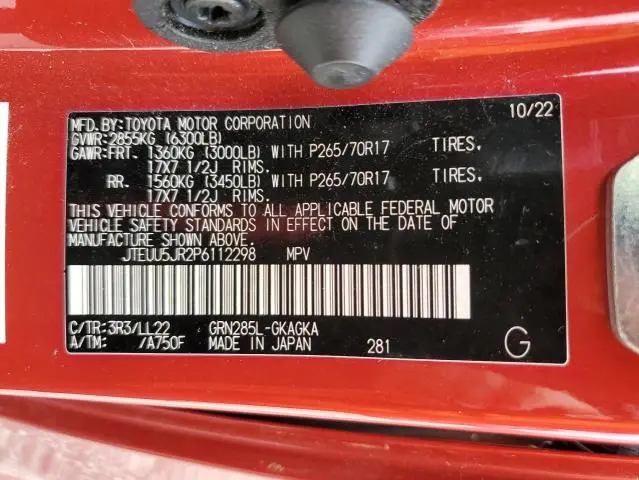 MFD.BY:TOYOTA MOTOR CORPORATION 10/22
GVWR:2855KG (6300LB)
GAWR:FRT. 1360KG (3000LB) WITH P265/70R17 TIRES,
17X7 1/2J RIMS.
RR. 1560KG (3450LB) WITH P265/70R17 TIRES,
17X7 1/2J RIMS.
THIS VEHICLE CONFORMS TO ALL APPLICABLE FEDERAL MOTOR
VEHICLE SAFETY STANDARDS IN EFFECT ON THE DATE OF
MANUFACTURE SHOWN ABOVE.
JTEUU5JR2P6112298 MPV
C/TR:3R3/LL22 GRN285L-GKAGKA
A/TM: /A750F MADE IN JAPAN 281 G